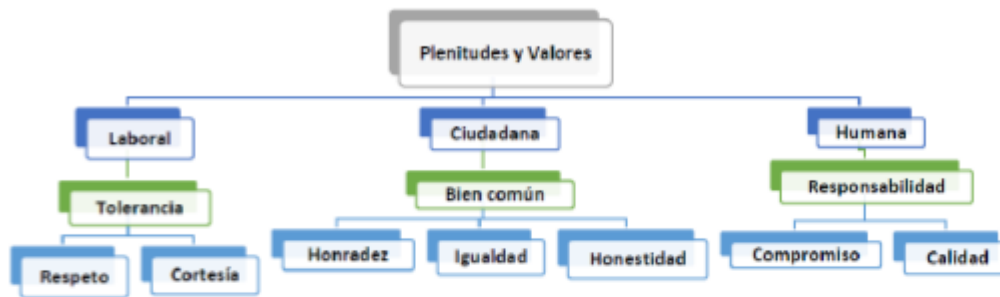 Plenitudes y Valores
Laboral
Ciudadana
Humana
Tolerancia
Bien común
Responsabilidad
Respeto
Cortesía
Honradez
Igualdad
Honestidad
Compromiso
Calidad